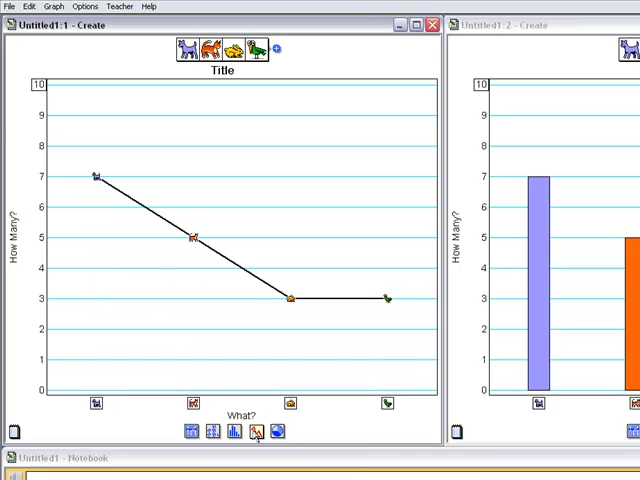 File Edit Graph Options Teacher Help
Untitled1:1 - Create
Untitled1:2 - Create
Title
10
9
8
7
6
5
4
3
2
1
0
How Many?
What?
10
9
8
7
6
5
4
3
2
1
0
How Many?
Untitled1 - Notebook